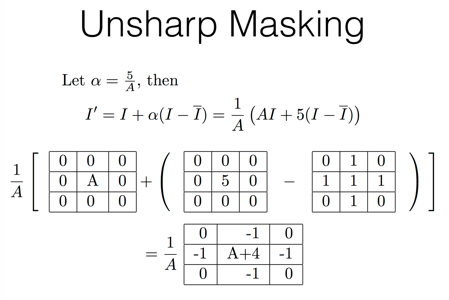 Unsharp Masking
Let α = 5/A, then
I′ = I + α(I − I̅) = 1/A (AI + 5(I − I̅))
1/A [ 0 0 0 + ( 0 0 0 − 0 1 0 ) ]
0 A 0 0 5 0 1 1 1
0 0 0 0 0 0 0 1 0
= 1/A 0 -1 0
-1 A+4 -1
0 -1 0